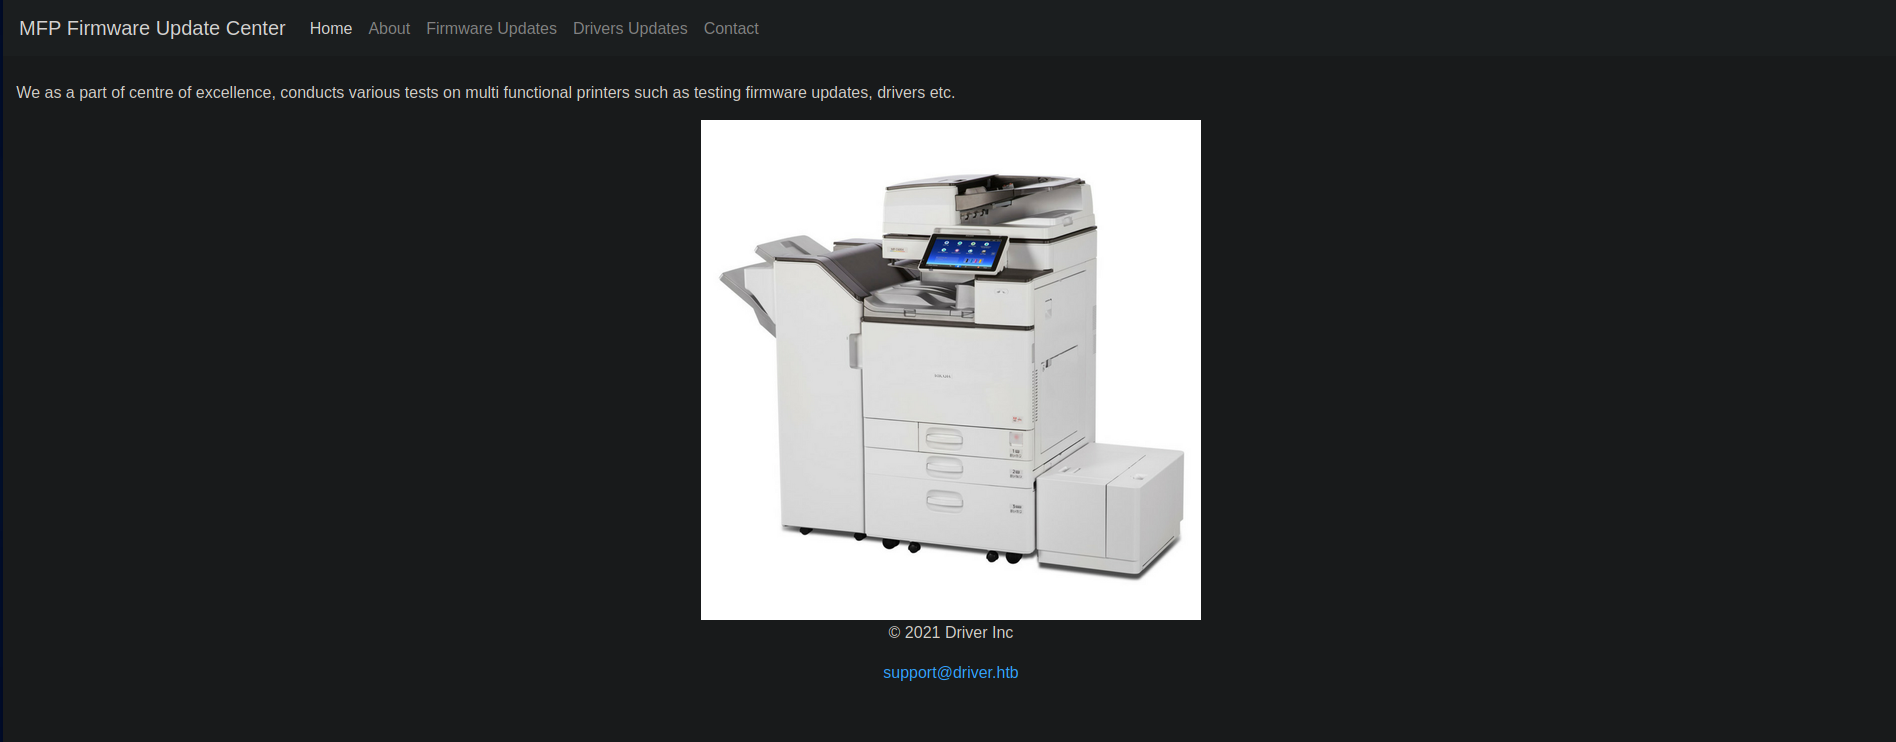 MFP Firmware Update Center Home About Firmware Updates Drivers Updates Contact
We as a part of centre of excellence, conducts various tests on multi functional printers such as testing firmware updates, drivers etc.
© 2021 Driver Inc
support@driver.htb